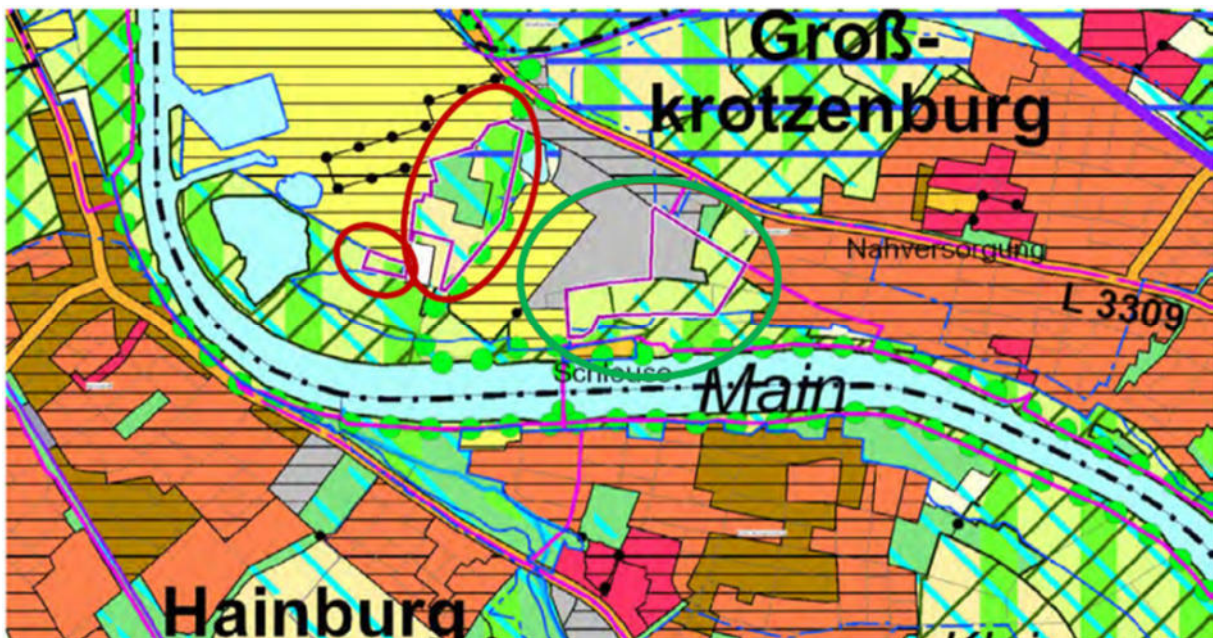 Groß-
krotzenburg
Nahversorgung
L 3309
Schleuse
Main
Hainburg